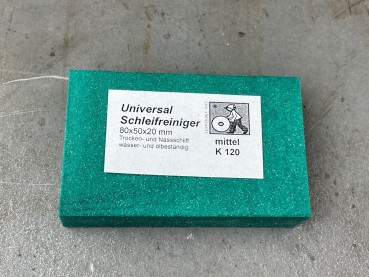 Universal
Schleifreiniger
80x50x20 mm
Trocken- und Nassschliff
wasser- und ölbeständig
mittel
K 120